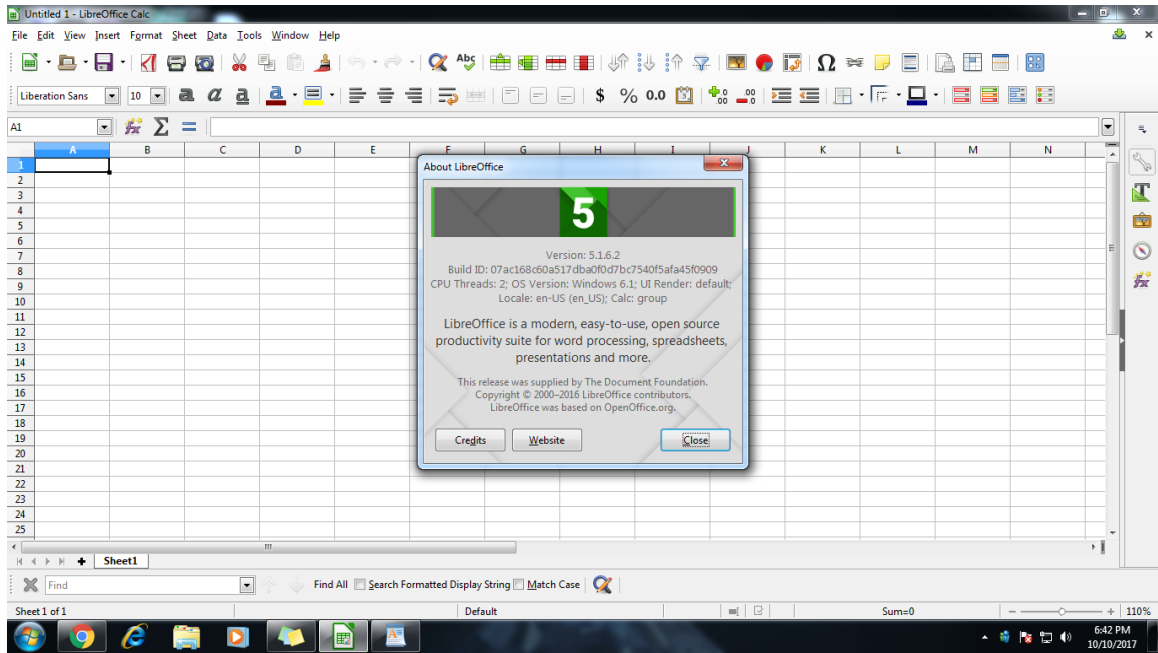 Untitled 1 - LibreOffice Calc
File Edit View Insert Format Sheet Data Tools Window Help
Abc
Liberation Sans 10 a a a a $ % 0.0
A1
A B C D E F G H I J K L M N
1
2
3
4
5
6
7
8
9
10
11
12
13
14
15
16
17
18
19
20
21
22
23
24
25
About LibreOffice
5
Version: 5.1.6.2
Build ID: 07ac168c60a517dba0f0d7bc7540f5afa45f0909
CPU Threads: 2; OS Version: Windows 6.1; UI Render: default;
Locale: en-US (en_US); Calc: group
LibreOffice is a modern, easy-to-use, open source
productivity suite for word processing, spreadsheets,
presentations and more.
This release was supplied by The Document Foundation.
Copyright © 2000–2016 LibreOffice contributors.
LibreOffice was based on OpenOffice.org.
Credits Website Close
Sheet1
Find Find All Search Formatted Display String Match Case
Sheet 1 of 1 Default Sum=0 110%
6:42 PM
10/10/2017